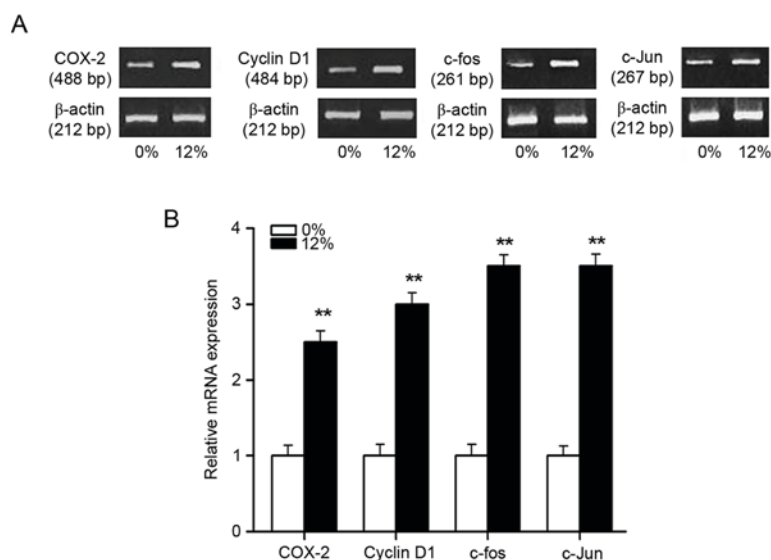 A
COX-2
(488 bp)
β-actin
(212 bp)
0% 12%
Cyclin D1
(484 bp)
β-actin
(212 bp)
0% 12%
c-fos
(261 bp)
β-actin
(212 bp)
0% 12%
c-Jun
(267 bp)
β-actin
(212 bp)
0% 12%
B
Relative mRNA expression
4
3
2
1
0
0%
12%
**
**
**
**
COX-2 Cyclin D1 c-fos c-Jun